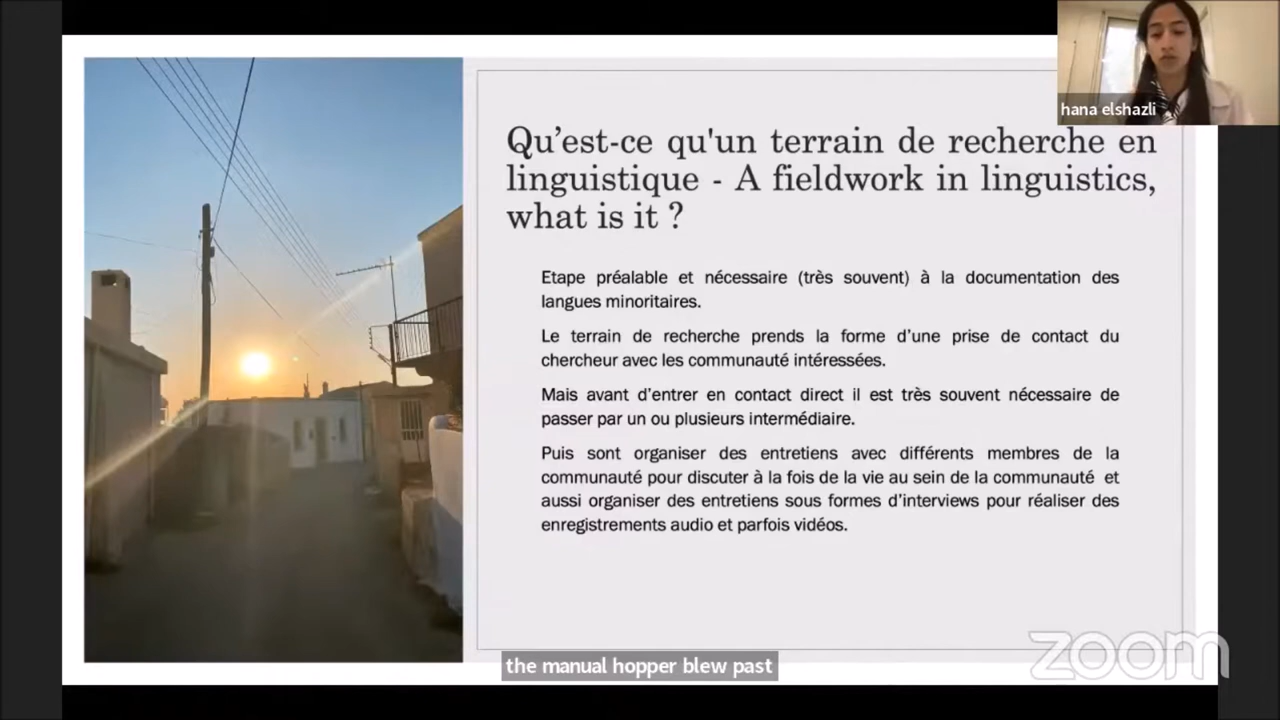 hana elshazli
Qu’est-ce qu'un terrain de recherche en
linguistique - A fieldwork in linguistics,
what is it ?
Etape préalable et nécessaire (très souvent) à la documentation des
langues minoritaires.
Le terrain de recherche prends la forme d’une prise de contact du
chercheur avec les communauté intéressées.
Mais avant d’entrer en contact direct il est très souvent nécessaire de
passer par un ou plusieurs intermédiaire.
Puis sont organiser des entretiens avec différents membres de la
communauté pour discuter à la fois de la vie au sein de la communauté et
aussi organiser des entretiens sous formes d’interviews pour réaliser des
enregistrements audio et parfois vidéos.
zoom
the manual hopper blew past